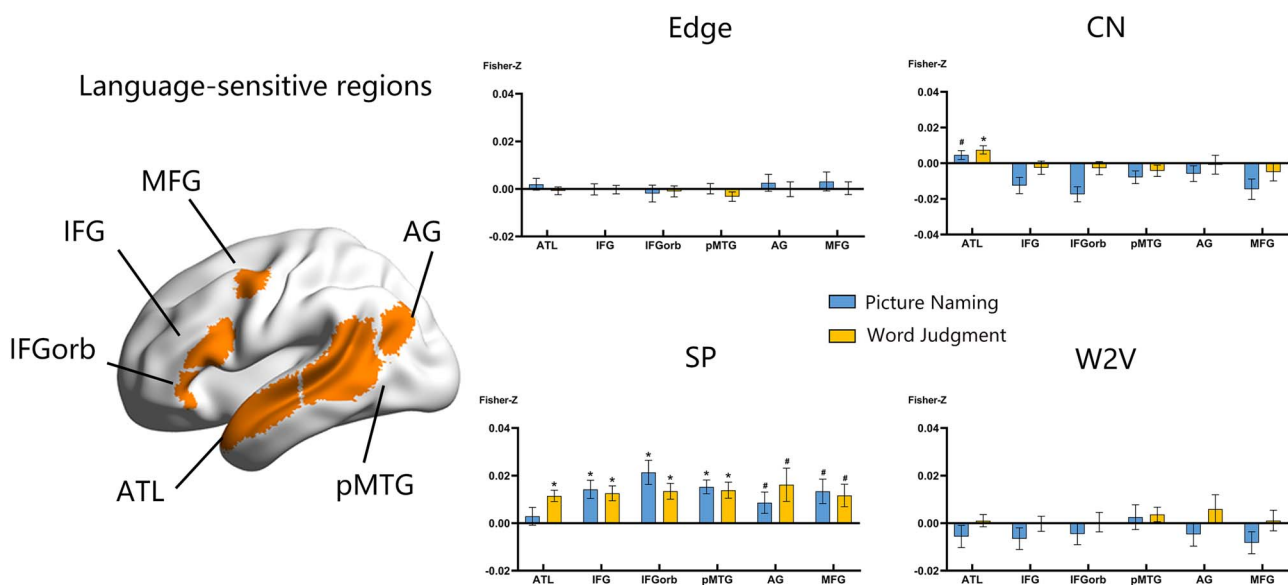 Language-sensitive regions
MFG
IFG
AG
IFGorb
ATL
pMTG
Edge
Fisher-Z
0.04
0.02
0.00
-0.02
ATL IFG IFGorb pMTG AG MFG
CN
Fisher-Z
0.04
0.02
# *
0.00
-0.02
-0.04
ATL IFG IFGorb pMTG AG MFG
Picture Naming
Word Judgment
SP
Fisher-Z
0.04
* * * * * * * # # # #
0.02
0.00
-0.02
ATL IFG IFGorb pMTG AG MFG
W2V
Fisher-Z
0.04
0.02
0.00
-0.02
ATL IFG IFGorb pMTG AG MFG